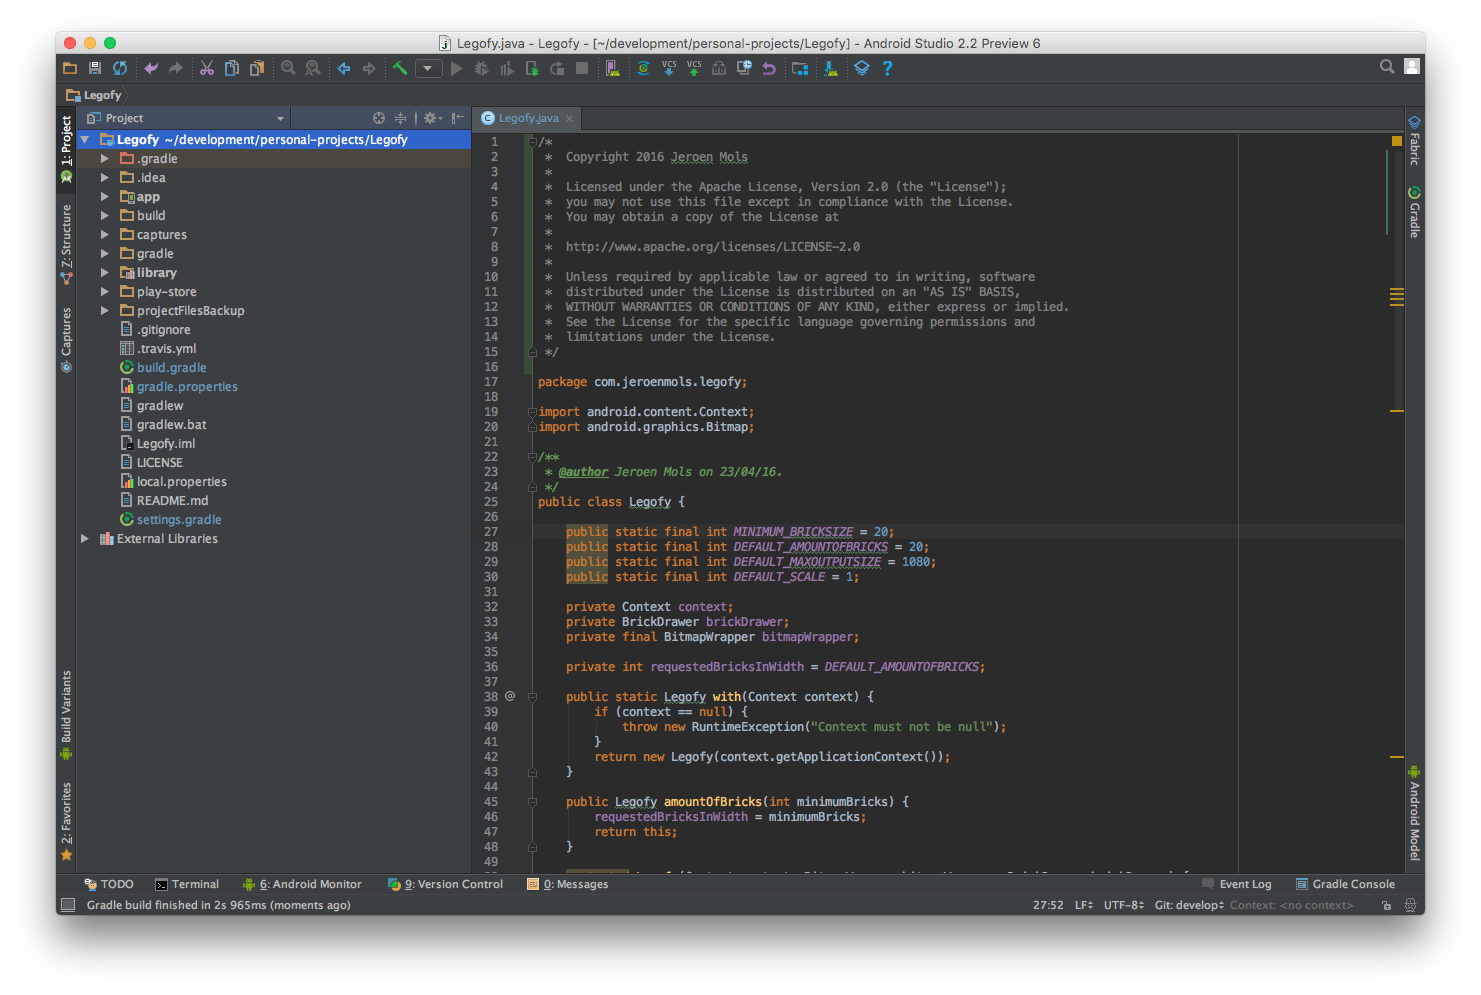 Legofy.java - Legofy - [~/development/personal-projects/Legofy] - Android Studio 2.2 Preview 6
VCS VCS ?
Legofy
Project
Legofy.java
1: Project
7: Structure
Captures
Build Variants
2: Favorites
Legofy ~/development/personal-projects/Legofy
.gradle
.idea
app
build
captures
gradle
library
play-store
projectFilesBackup
.gitignore
.travis.yml
build.gradle
gradle.properties
gradlew
gradlew.bat
Legofy.iml
LICENSE
local.properties
README.md
settings.gradle
External Libraries
1 /*
2 * Copyright 2016 Jeroen Mols
3 *
4 * Licensed under the Apache License, Version 2.0 (the "License");
5 * you may not use this file except in compliance with the License.
6 * You may obtain a copy of the License at
7 *
8 * http://www.apache.org/licenses/LICENSE-2.0
9 *
10 * Unless required by applicable law or agreed to in writing, software
11 * distributed under the License is distributed on an "AS IS" BASIS,
12 * WITHOUT WARRANTIES OR CONDITIONS OF ANY KIND, either express or implied.
13 * See the License for the specific language governing permissions and
14 * limitations under the License.
15 */
16
17 package com.jeroenmols.legofy;
18
19 import android.content.Context;
20 import android.graphics.Bitmap;
21
22 /**
23 * @author Jeroen Mols on 23/04/16.
24 */
25 public class Legofy {
26
27 public static final int MINIMUM_BRICKSIZE = 20;
28 public static final int DEFAULT_AMOUNTOFBRICKS = 20;
29 public static final int DEFAULT_MAXOUTPUTSIZE = 1080;
30 public static final int DEFAULT_SCALE = 1;
31
32 private Context context;
33 private BrickDrawer brickDrawer;
34 private final BitmapWrapper bitmapWrapper;
35
36 private int requestedBricksInWidth = DEFAULT_AMOUNTOFBRICKS;
37
38 @ public static Legofy with(Context context) {
39 if (context == null) {
40 throw new RuntimeException("Context must not be null");
41 }
42 return new Legofy(context.getApplicationContext());
43 }
44
45 public Legofy amountOfBricks(int minimumBricks) {
46 requestedBricksInWidth = minimumBricks;
47 return this;
48 }
49
Fabric
Gradle
Android Model
TODO Terminal 6: Android Monitor 9: Version Control 0: Messages Event Log Gradle Console
Gradle build finished in 2s 965ms (moments ago) 27:52 LF UTF-8 Git: develop Context: <no context>